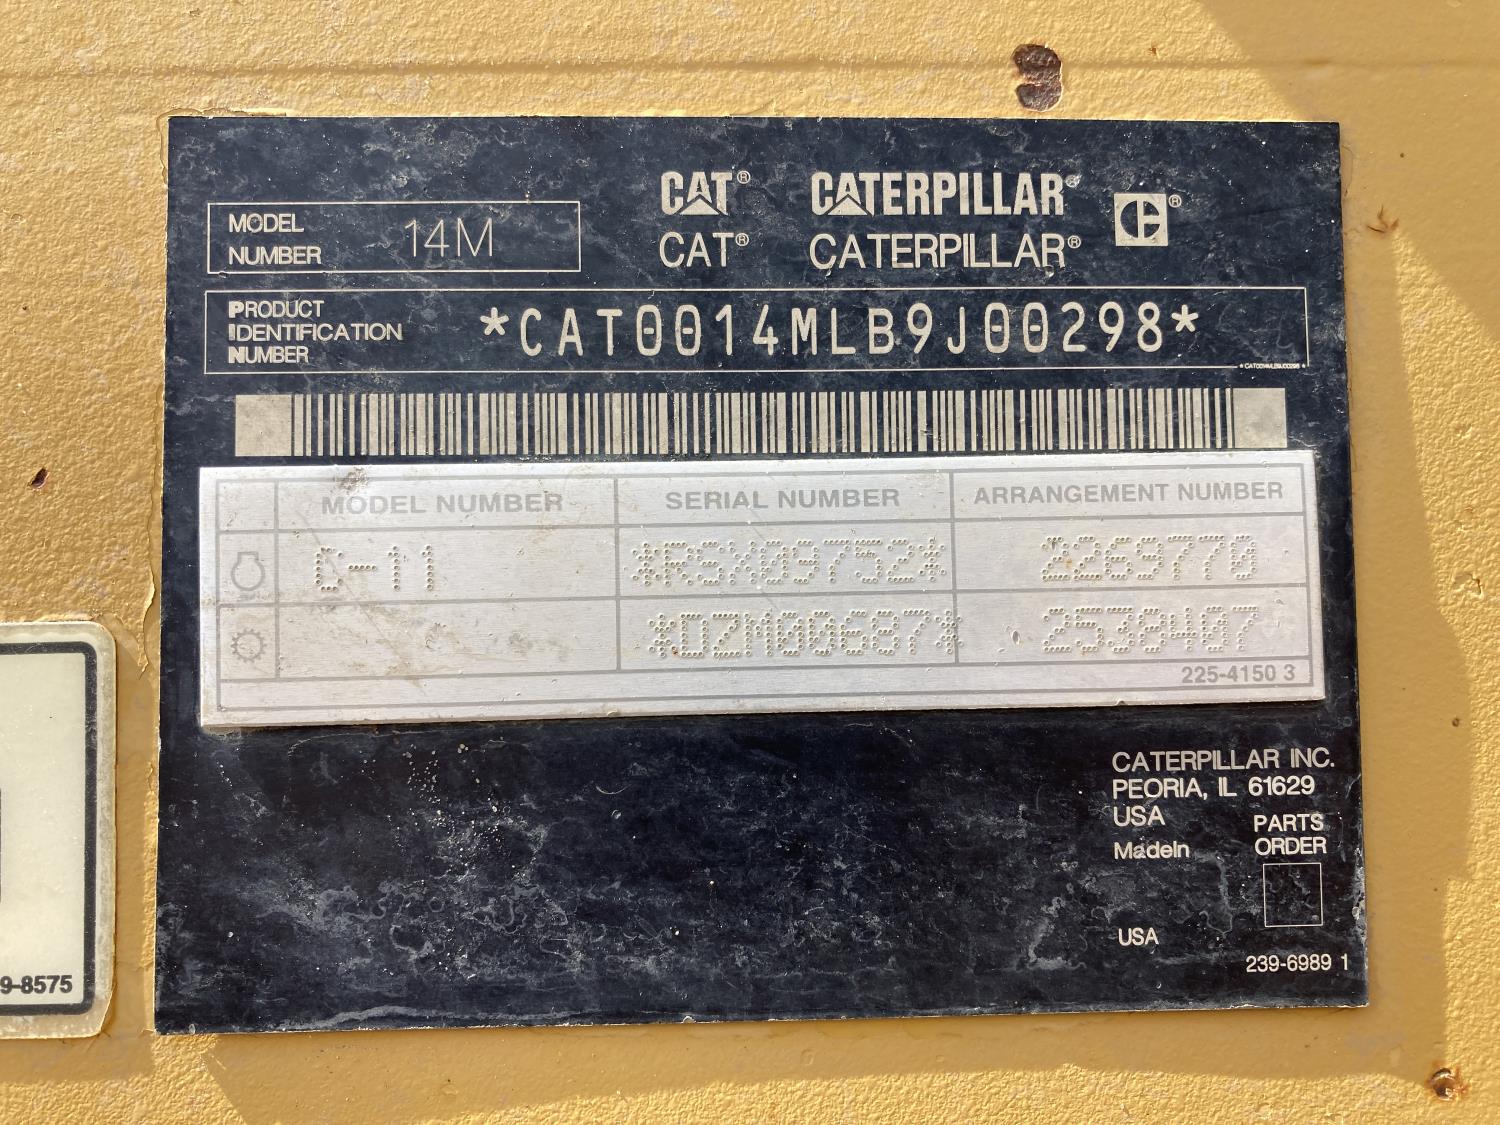 CAT® CATERPILLAR®
MODEL NUMBER 14M
CAT® CATERPILLAR®
PRODUCT IDENTIFICATION NUMBER *CAT0014MLB9J00298*
*CAT0014MLB9J00298*
MODEL NUMBER SERIAL NUMBER ARRANGEMENT NUMBER
C-11 *RSX09752* 2269770
*DZM00687* 2538407
225-4150 3
CATERPILLAR INC.
PEORIA, IL 61629
USA
PARTS ORDER
MadeIn
USA
239-6989 1
9-8575